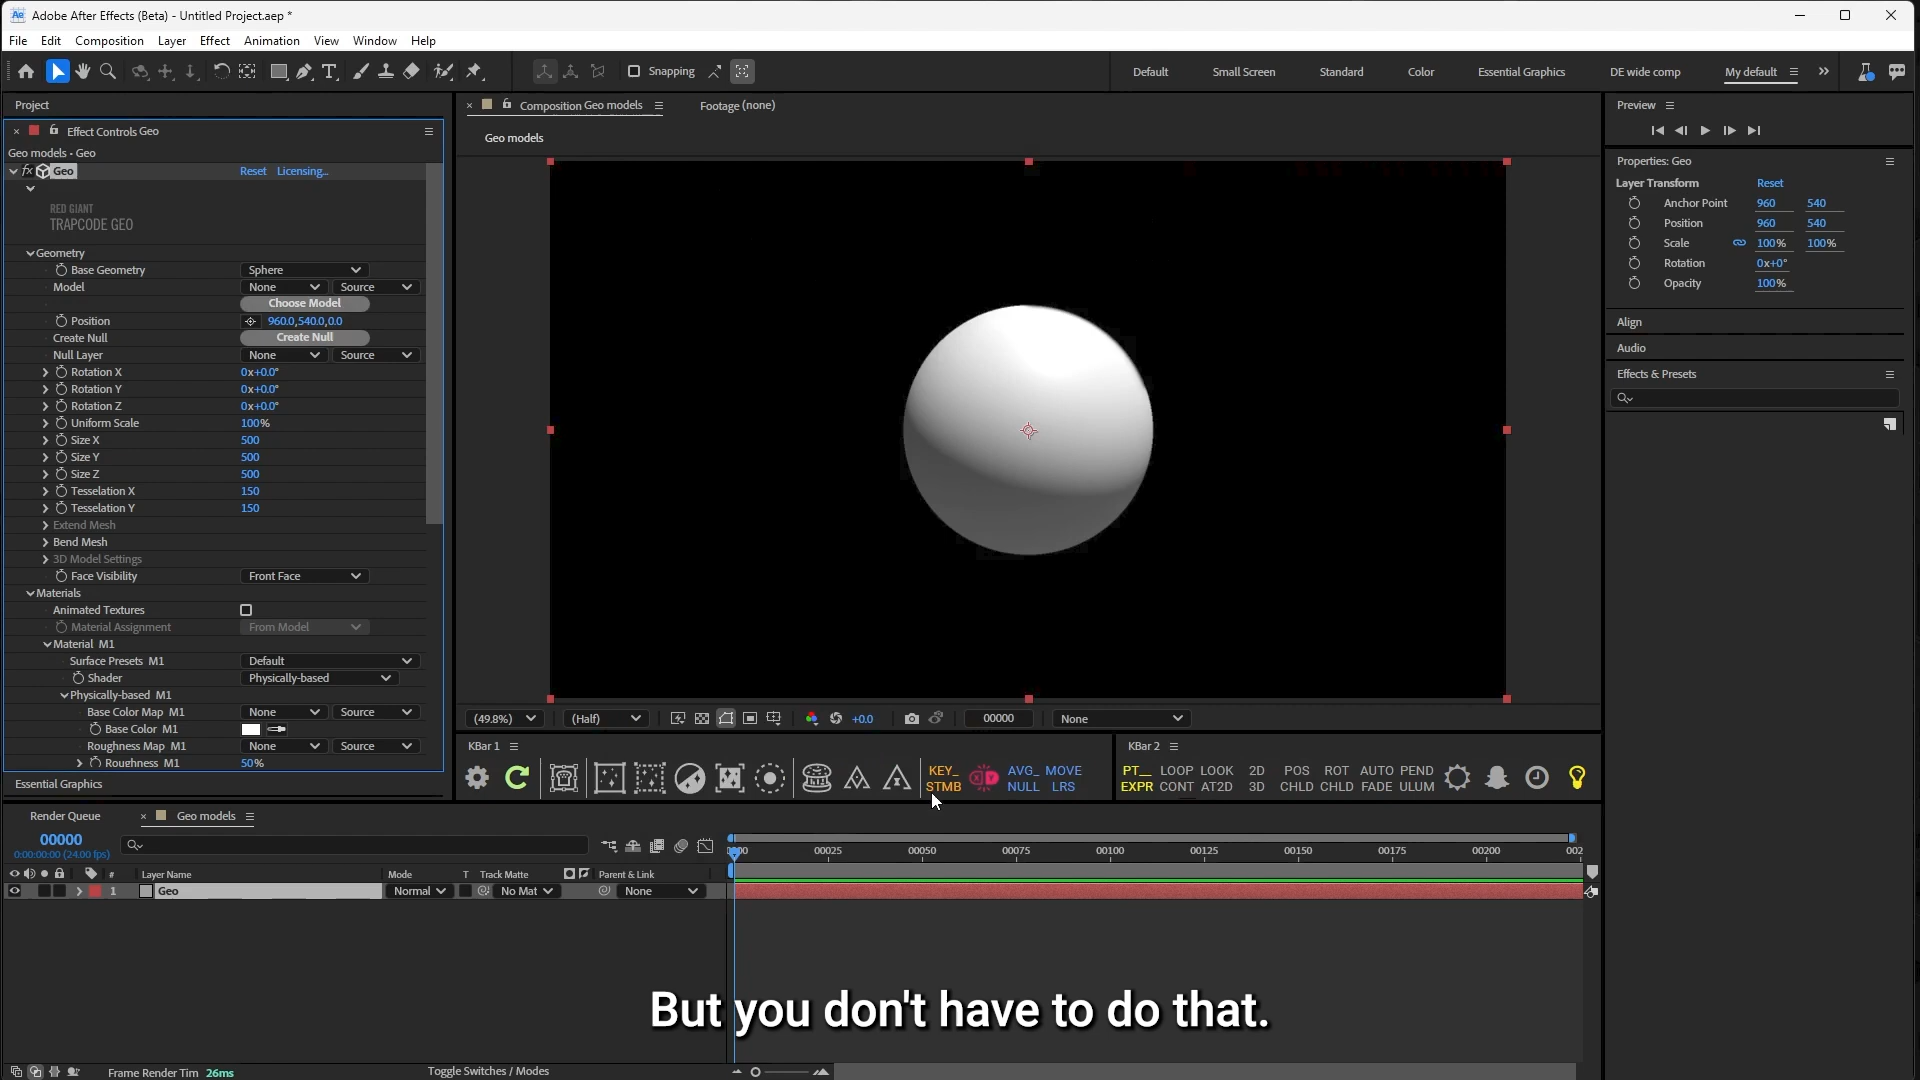 Ae Adobe After Effects (Beta) - Untitled Project.aep *
File Edit Composition Layer Effect Animation View Window Help
Snapping
Default Small Screen Standard Color Essential Graphics DE wide comp My default
Project
Effect Controls Geo
Geo models • Geo
fx Geo Reset Licensing...
RED GIANT
TRAPCODE GEO
Geometry
Base Geometry Sphere
Model None Source
Choose Model
Position 960.0,540.0,0.0
Create Null Create Null
Null Layer None Source
Rotation X 0x+0.0°
Rotation Y 0x+0.0°
Rotation Z 0x+0.0°
Uniform Scale 100%
Size X 500
Size Y 500
Size Z 500
Tesselation X 150
Tesselation Y 150
Extend Mesh
Bend Mesh
3D Model Settings
Face Visibility Front Face
Materials
Animated Textures
Material Assignment From Model
Material M1
Surface Presets M1 Default
Shader Physically-based
Physically-based M1
Base Color Map M1 None Source
Base Color M1
Roughness Map M1 None Source
Roughness M1 50%
Essential Graphics
Composition Geo models Footage (none)
Geo models
(49.8%) (Half) +0.0 00000 None
KBar 1
KEY_ STMB
AVG_ NULL
MOVE LRS
KBar 2
PT__ LOOP LOOK 2D POS ROT AUTO PEND
EXPR CONT AT2D 3D CHLD CHLD FADE ULUM
Preview
Properties: Geo
Layer Transform Reset
Anchor Point 960 540
Position 960 540
Scale 100% 100%
Rotation 0x+0°
Opacity 100%
Align
Audio
Effects & Presets
Render Queue Geo models
00000
0:00:00:00 (24.00 fps)
00025 00050 00075 00100 00125 00150 00175 00200 002
# Layer Name Mode T Track Matte Parent & Link
1 Geo Normal No Mat None
But you don't have to do that.
Frame Render Tim 26ms
Toggle Switches / Modes